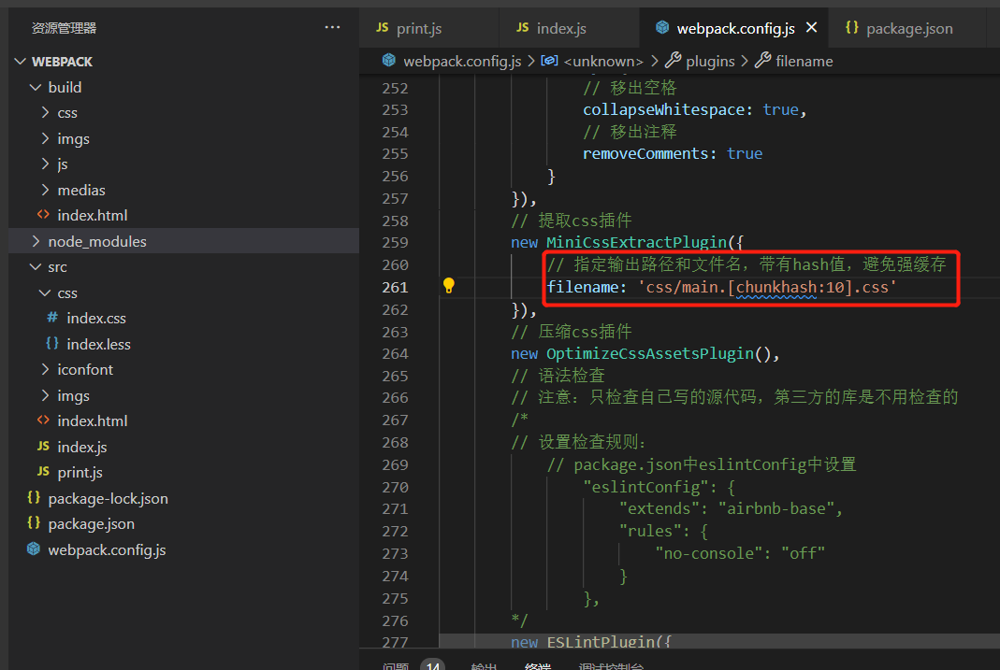 资源管理器
···
WEBPACK
build
css
imgs
js
medias
index.html
node_modules
src
css
index.css
index.less
iconfont
imgs
index.html
index.js
print.js
package-lock.json
package.json
webpack.config.js
JS print.js
JS index.js
webpack.config.js ×
{} package.json
webpack.config.js > <unknown> > plugins > filename
252 // 移出空格
253 collapseWhitespace: true,
254 // 移出注释
255 removeComments: true
256 }
257 }),
258 // 提取css插件
259 new MiniCssExtractPlugin({
260 // 指定输出路径和文件名，带有hash值，避免强缓存
261 filename: 'css/main.[chunkhash:10].css'
262 }),
263 // 压缩css插件
264 new OptimizeCssAssetsPlugin(),
265 // 语法检查
266 // 注意：只检查自己写的源代码，第三方的库是不用检查的
267 /*
268 // 设置检查规则：
269 // package.json中eslintConfig中设置
270 "eslintConfig": {
271 "extends": "airbnb-base",
272 "rules": {
273 "no-console": "off"
274 }
275 },
276 */
277 new ESLintPlugin({
问题 14 输出 终端 调试控制台